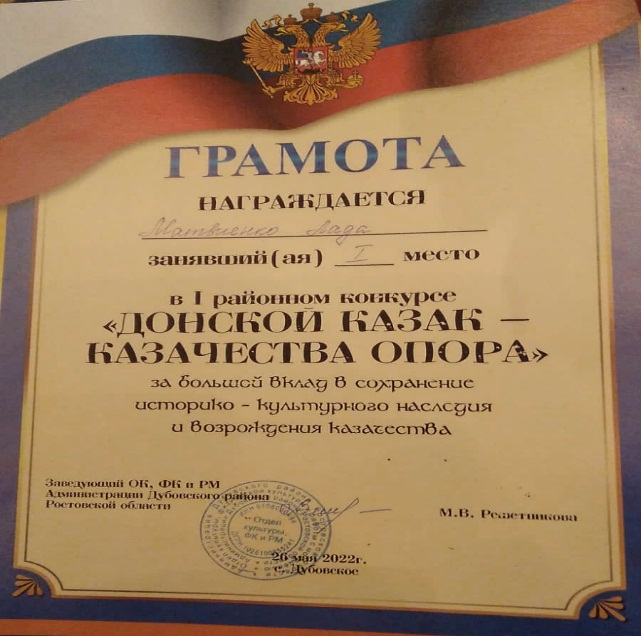 ГРАМОТА
НАГРАЖДАЕТСЯ
Матвиенко Лада
занявший(ая) I место
в I районном конкурсе
«ДОНСКОЙ КАЗАК –
КАЗАЧЕСТВА ОПОРА»
за большой вклад в сохранение
историко - культурного наследия
и возрождения казачества
Заведующий ОК, ФК и РМ
Администрации Дубовского района
Ростовской области
М.В. Решетникова
Отдел
культуры,
ФК и РМ
26 мая 2022г.
с. Дубовское